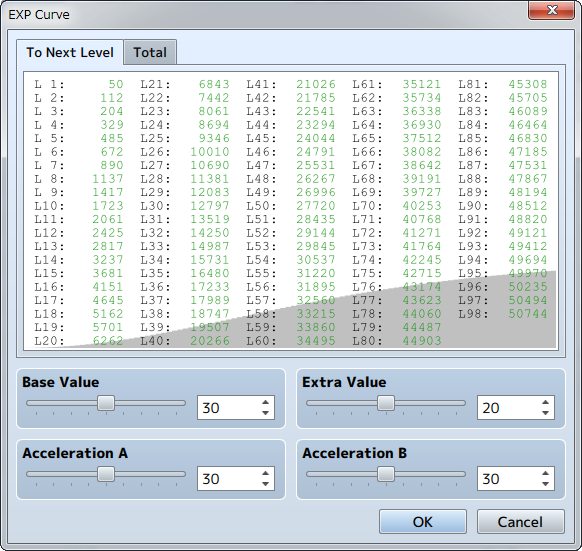 EXP Curve
To Next Level Total
L 1: 50 L21: 6843 L41: 21026 L61: 35121 L81: 45308
L 2: 112 L22: 7442 L42: 21785 L62: 35734 L82: 45705
L 3: 204 L23: 8061 L43: 22541 L63: 36338 L83: 46089
L 4: 329 L24: 8694 L44: 23294 L64: 36930 L84: 46464
L 5: 485 L25: 9346 L45: 24044 L65: 37512 L85: 46830
L 6: 672 L26: 10010 L46: 24791 L66: 38082 L86: 47185
L 7: 890 L27: 10690 L47: 25531 L67: 38642 L87: 47531
L 8: 1137 L28: 11381 L48: 26267 L68: 39191 L88: 47867
L 9: 1417 L29: 12083 L49: 26996 L69: 39727 L89: 48194
L10: 1723 L30: 12797 L50: 27720 L70: 40253 L90: 48512
L11: 2061 L31: 13519 L51: 28435 L71: 40768 L91: 48820
L12: 2425 L32: 14250 L52: 29144 L72: 41271 L92: 49121
L13: 2817 L33: 14987 L53: 29845 L73: 41764 L93: 49412
L14: 3237 L34: 15731 L54: 30537 L74: 42245 L94: 49694
L15: 3681 L35: 16480 L55: 31220 L75: 42715 L95: 49970
L16: 4151 L36: 17233 L56: 31895 L76: 43174 L96: 50235
L17: 4645 L37: 17989 L57: 32560 L77: 43623 L97: 50494
L18: 5162 L38: 18747 L58: 33215 L78: 44060 L98: 50744
L19: 5701 L39: 19507 L59: 33860 L79: 44487
L20: 6262 L40: 20266 L60: 34495 L80: 44903
Base Value Extra Value
30 20
Acceleration A Acceleration B
30 30
OK Cancel